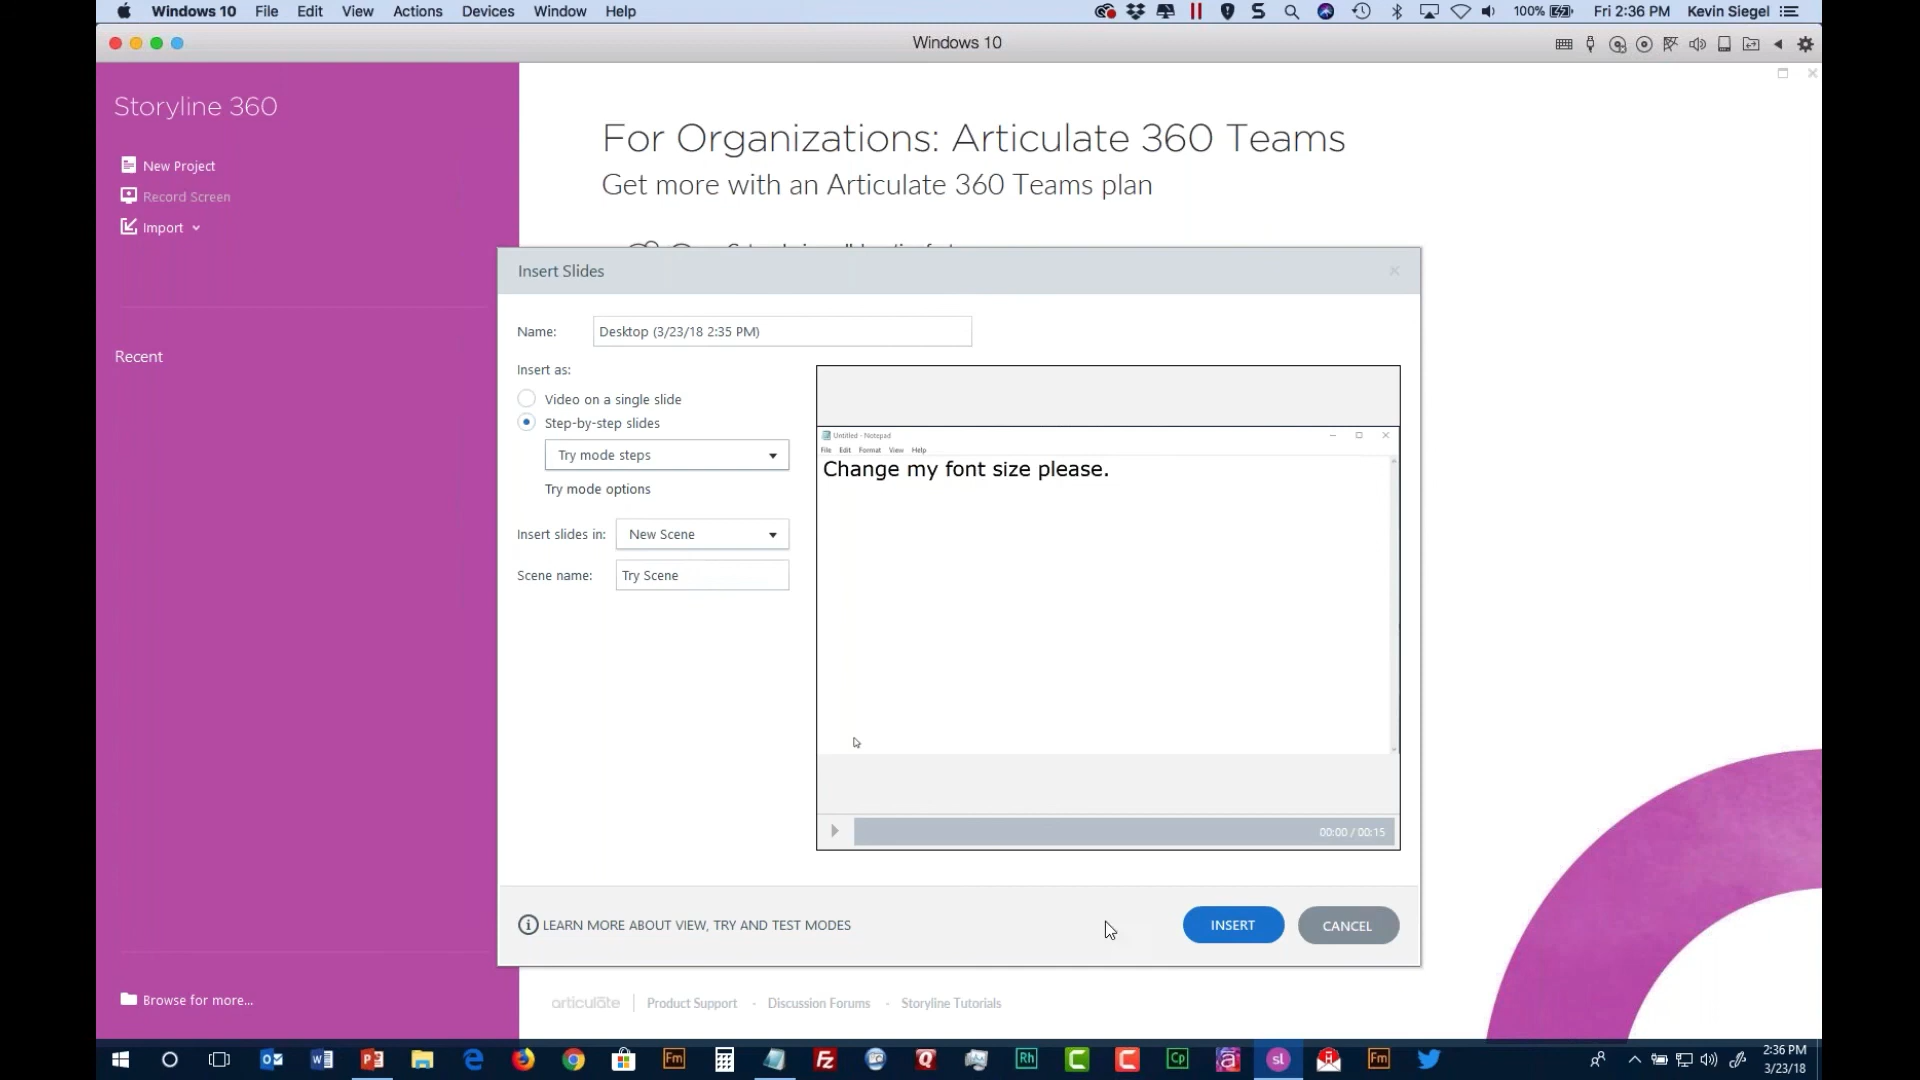 Windows 10 File Edit View Actions Devices Window Help 100% Fri 2:36 PM Kevin Siegel
Windows 10
Storyline 360
New Project
Record Screen
Import
Recent
Browse for more...
For Organizations: Articulate 360 Teams
Get more with an Articulate 360 Teams plan
Insert Slides
Name: Desktop (3/23/18 2:35 PM)
Insert as:
Video on a single slide
Step-by-step slides
Try mode steps
Try mode options
Insert slides in: New Scene
Scene name: Try Scene
Untitled - Notepad
File Edit Format View Help
Change my font size please.
00:00 / 00:15
LEARN MORE ABOUT VIEW, TRY AND TEST MODES
INSERT CANCEL
articulate Product Support - Discussion Forums - Storyline Tutorials
Fm Fz Rh Cp a sl Fm
2:36 PM
3/23/18